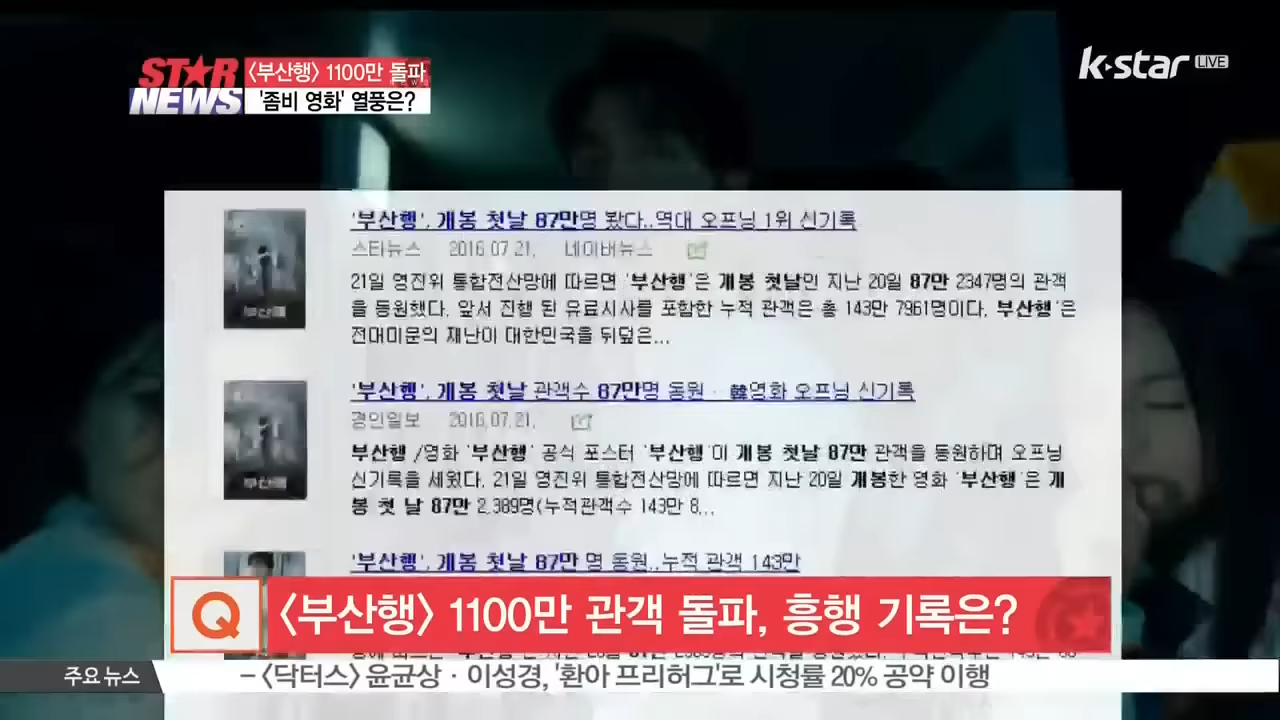 STAR NEWS
<부산행> 1100만 돌파
'좀비 영화' 열풍은?
k·star LIVE
'부산행', 개봉 첫날 87만명 봤다..역대 오프닝 1위 신기록
스타뉴스 2016.07.21. 네이버뉴스
21일 영진위 통합전산망에 따르면 '부산행'은 개봉 첫날인 지난 20일 87만 2347명의 관객
을 동원했다. 앞서 진행 된 유료시사를 포함한 누적 관객은 총 143만 7961명이다. 부산행'은
전대미문의 재난이 대한민국을 뒤덮은...
부산행
'부산행', 개봉 첫날 관객수 87만명 동원… 韓영화 오프닝 신기록
경인일보 2016.07.21.
부산행 /영화 '부산행' 공식 포스터 '부산행'이 개봉 첫날 87만 관객을 동원하며 오프닝
신기록을 세웠다. 21일 영진위 통합전산망에 따르면 지난 20일 개봉한 영화 '부산행'은 개
봉 첫 날 87만 2,389명(누적관객수 143만 8,...
부산행
'부산행', 개봉 첫날 87만 명 동원..누적 관객 143만
Q <부산행> 1100만 관객 돌파, 흥행 기록은?
주요뉴스 - <닥터스> 윤균상·이성경, '환아 프리허그'로 시청률 20% 공약 이행